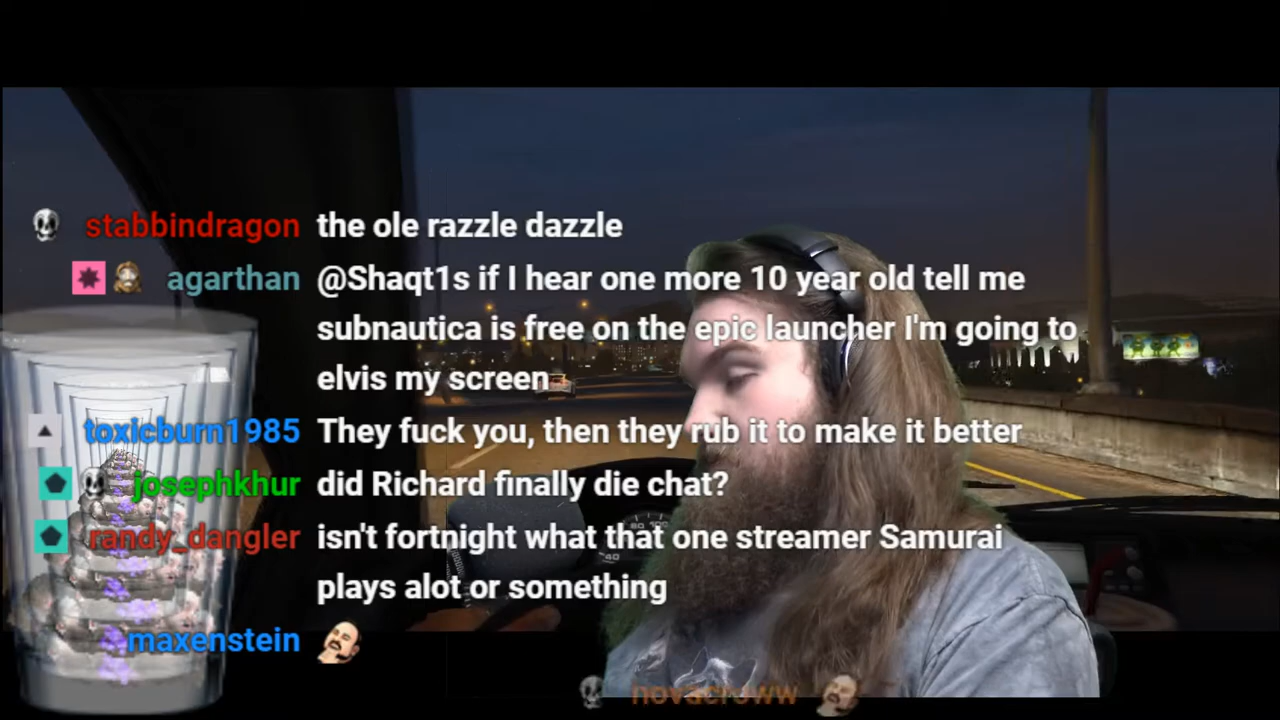 stabbindragon the ole razzle dazzle
agarthan @Shaqt1s if I hear one more 10 year old tell me
subnautica is free on the epic launcher I'm going to
elvis my screen
toxicburn1985 They fuck you, then they rub it to make it better
josephkhur did Richard finally die chat?
randy_dangler isn't fortnight what that one streamer Samurai
plays alot or something
maxenstein
novacroww